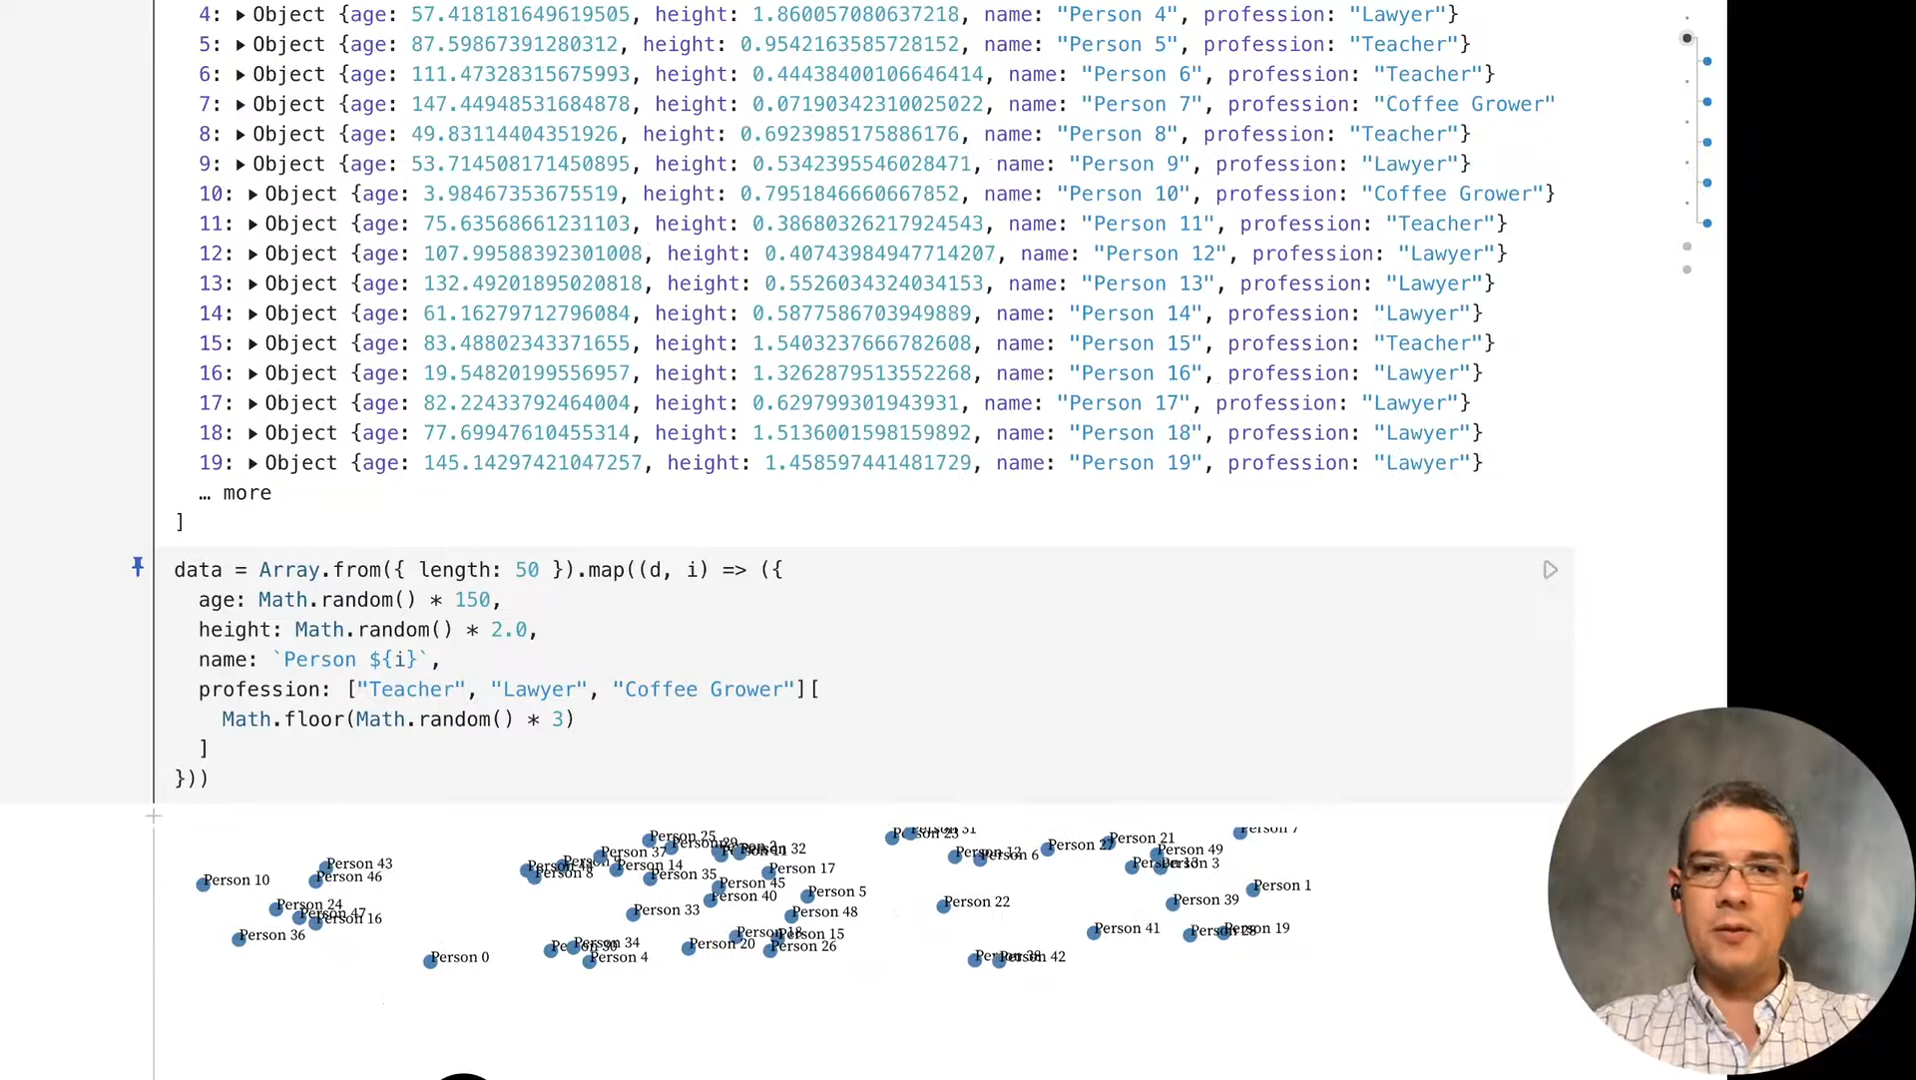 4: ▸Object {age: 57.418181649619505, height: 1.860057080637218, name: "Person 4", profession: "Lawyer"}
5: ▸Object {age: 87.59867391280312, height: 0.9542163585728152, name: "Person 5", profession: "Teacher"}
6: ▸Object {age: 111.47328315675993, height: 0.44438400106646414, name: "Person 6", profession: "Teacher"}
7: ▸Object {age: 147.44948531684878, height: 0.07190342310025022, name: "Person 7", profession: "Coffee Grower"
8: ▸Object {age: 49.83114404351926, height: 0.6923985175886176, name: "Person 8", profession: "Teacher"}
9: ▸Object {age: 53.714508171450895, height: 0.5342395546028471, name: "Person 9", profession: "Lawyer"}
10: ▸Object {age: 3.98467353675519, height: 0.7951846660667852, name: "Person 10", profession: "Coffee Grower"}
11: ▸Object {age: 75.63568661231103, height: 0.38680326217924543, name: "Person 11", profession: "Teacher"}
12: ▸Object {age: 107.99588392301008, height: 0.40743984947714207, name: "Person 12", profession: "Lawyer"}
13: ▸Object {age: 132.49201895020818, height: 0.5526034324034153, name: "Person 13", profession: "Lawyer"}
14: ▸Object {age: 61.16279712796084, height: 0.5877586703949889, name: "Person 14", profession: "Lawyer"}
15: ▸Object {age: 83.48802343371655, height: 1.5403237666782608, name: "Person 15", profession: "Teacher"}
16: ▸Object {age: 19.54820199556957, height: 1.3262879513552268, name: "Person 16", profession: "Lawyer"}
17: ▸Object {age: 82.22433792464004, height: 0.629799301943931, name: "Person 17", profession: "Lawyer"}
18: ▸Object {age: 77.69947610455314, height: 1.5136001598159892, name: "Person 18", profession: "Lawyer"}
19: ▸Object {age: 145.14297421047257, height: 1.458597441481729, name: "Person 19", profession: "Lawyer"}
… more
]
data = Array.from({ length: 50 }).map((d, i) => ({
age: Math.random() * 150,
height: Math.random() * 2.0,
name: `Person ${i}`,
profession: ["Teacher", "Lawyer", "Coffee Grower"][
Math.floor(Math.random() * 3)
]
}))
Person 25
Person 21
Person 7
Person 37
Person 49
Person 27
Person 6
Person 3
Person 43
Person 14
Person 17
Person 46
Person 8
Person 35
Person 10
Person 45
Person 1
Person 5
Person 40
Person 22
Person 39
Person 24
Person 33
Person 48
Person 16
Person 41
Person 19
Person 36
Person 15
Person 34
Person 20
Person 26
Person 0
Person 4
Person 42